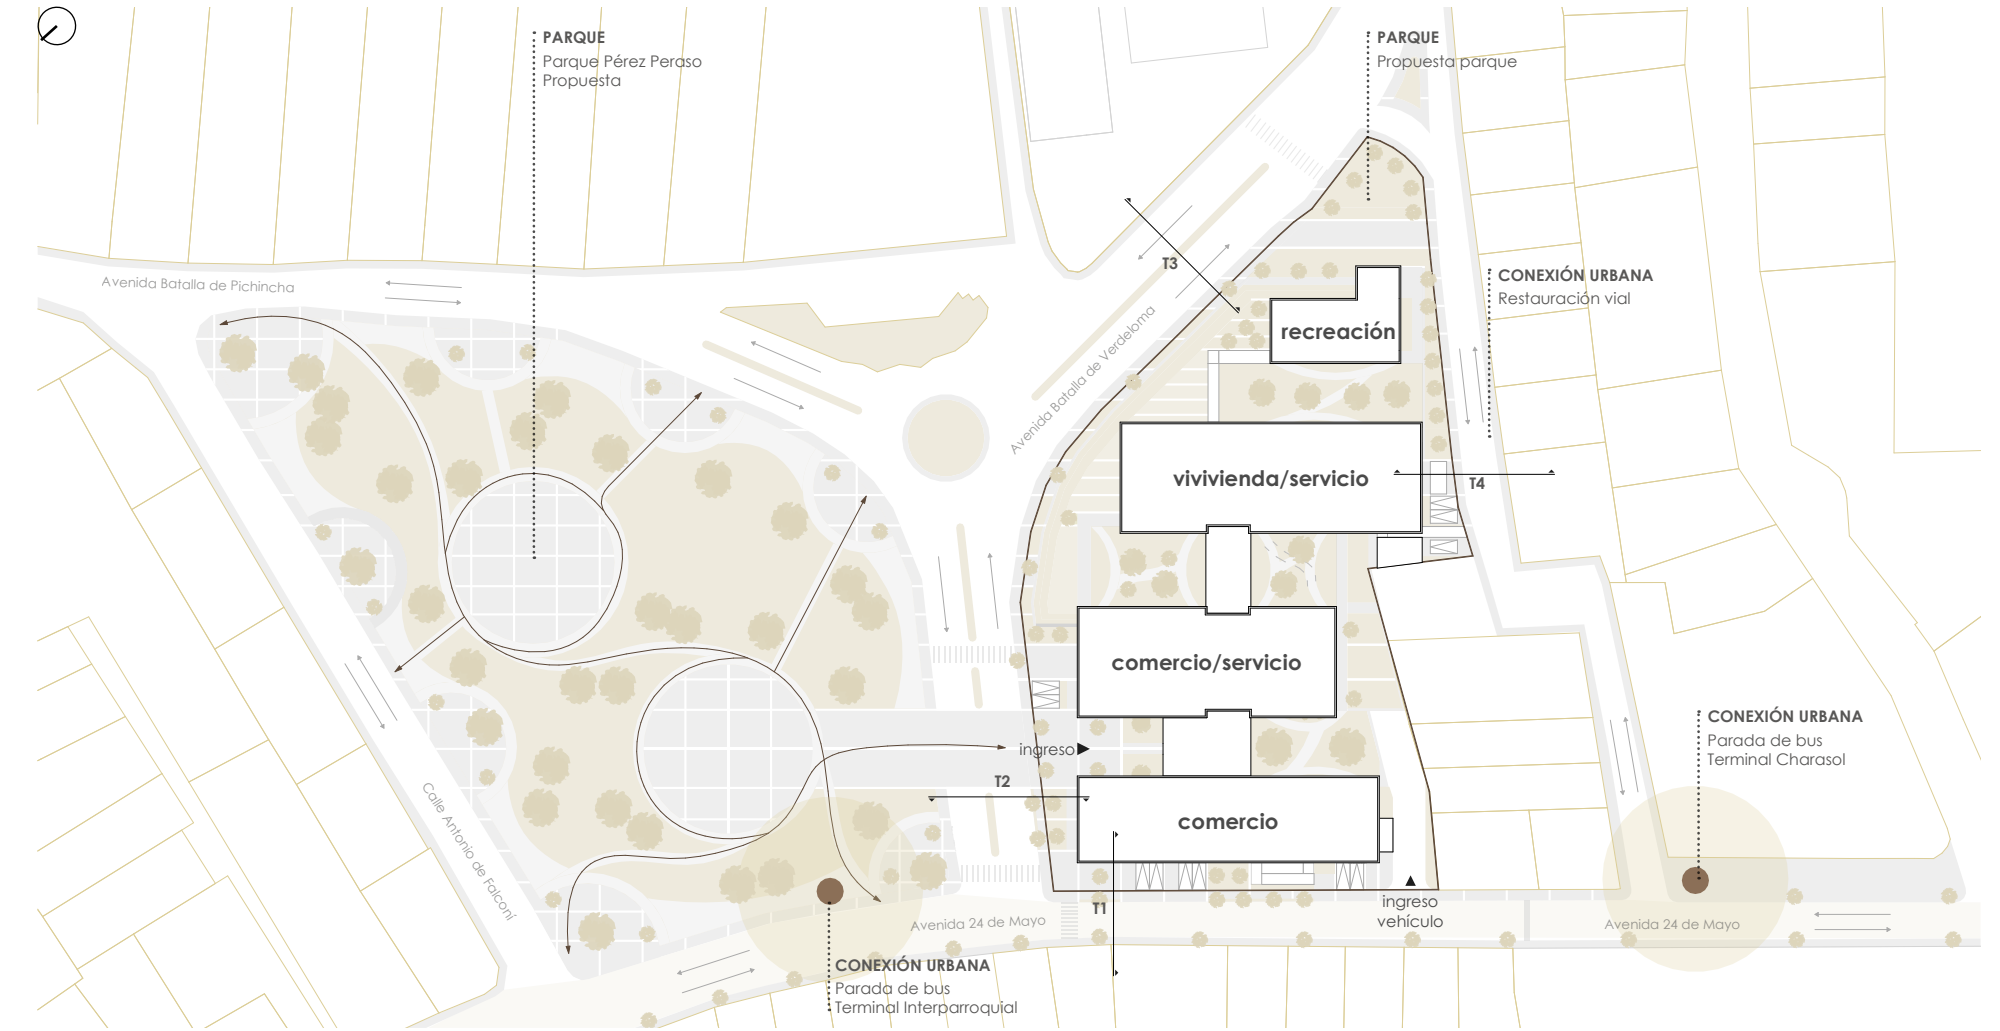 PARQUE
Parque Pérez Peraso
Propuesta
PARQUE
Propuesta parque
CONEXIÓN URBANA
Restauración vial
Avenida Batalla de Pichincha
T3
Avenida Batalla de Verdeloma
recreación
vivivienda/servicio
T4
comercio/servicio
ingreso
T2
comercio
T1
ingreso
vehículo
CONEXIÓN URBANA
Parada de bus
Terminal Charasol
Calle Antonio de Falconí
Avenida 24 de Mayo
Avenida 24 de Mayo
CONEXIÓN URBANA
Parada de bus
Terminal Interparroquial